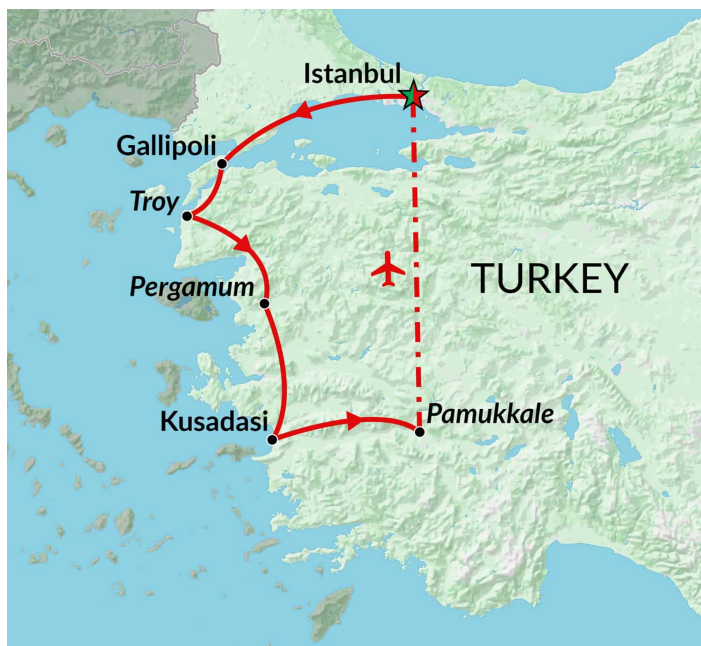 Istanbul
Gallipoli
Troy
Pergamum
TURKEY
Kusadasi
Pamukkale